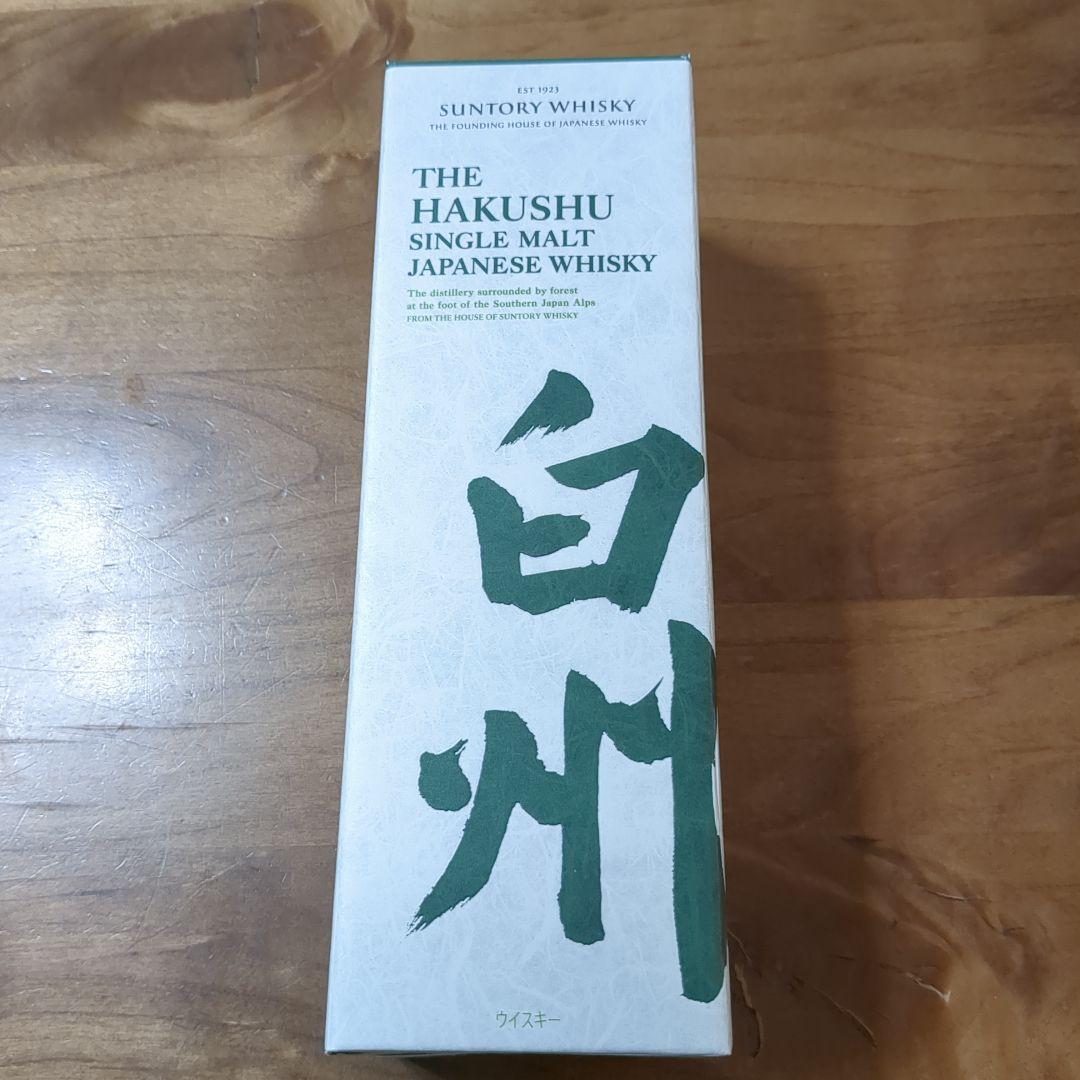 EST 1923
SUNTORY WHISKY
THE FOUNDING HOUSE OF JAPANESE WHISKY
THE
HAKUSHU
SINGLE MALT
JAPANESE WHISKY
The distillery surrounded by forest
at the foot of the Southern Japan Alps
FROM THE HOUSE OF SUNTORY WHISKY
白州
ウイスキー